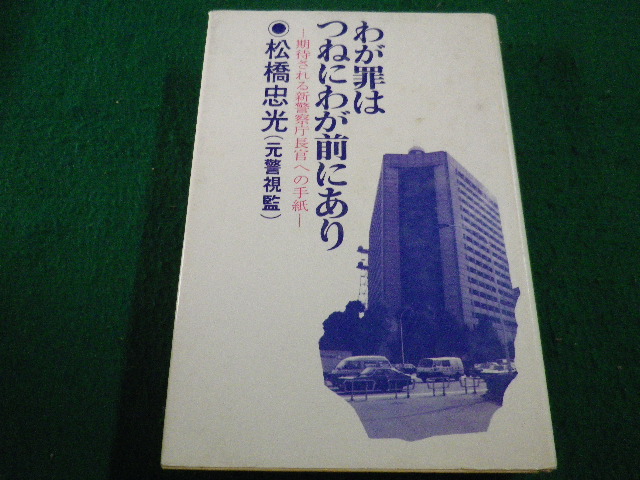 わが罪は
つねにわが前にあり
―期待される新警察庁長官への手紙―
◉松橋忠光(元警視監)